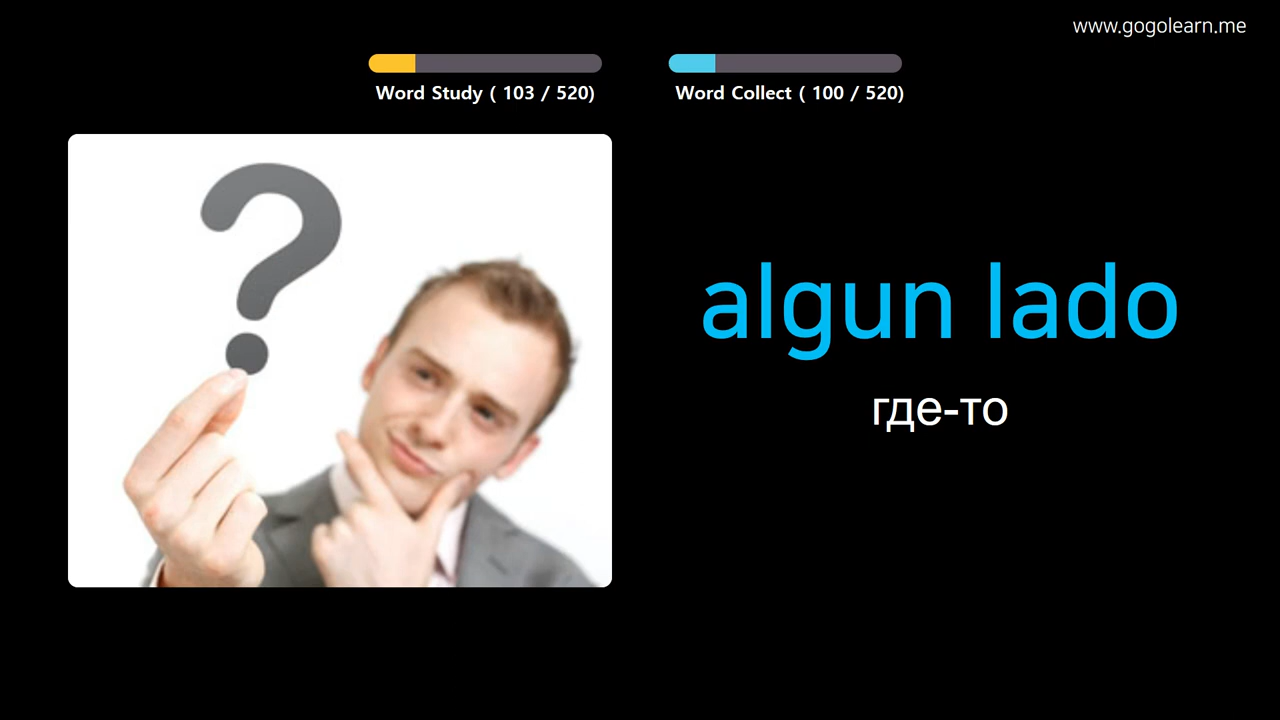 www.gogolearn.me
Word Study ( 103 / 520)
Word Collect ( 100 / 520)
algun lado
где-то